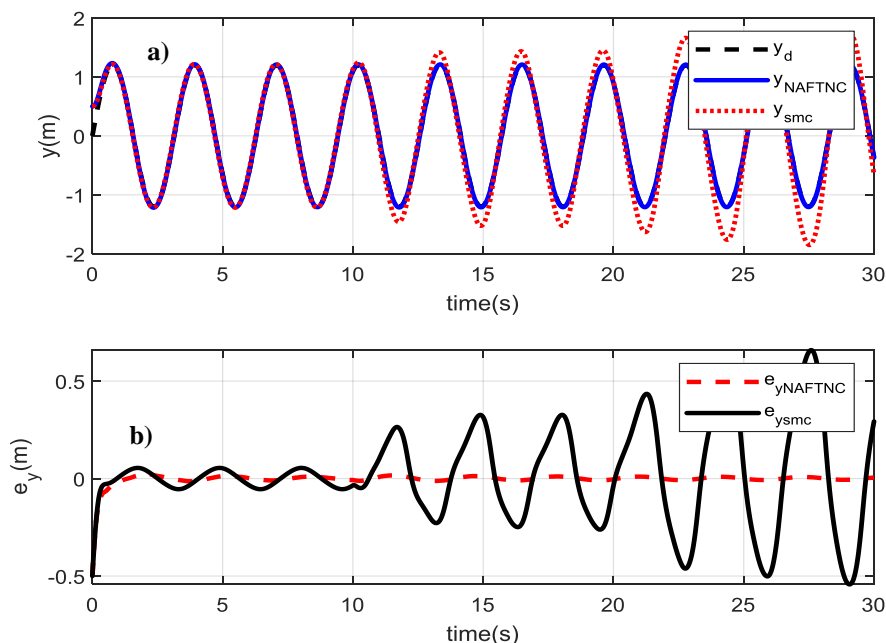 a)
y_d
y_NAFTNC
y_smc
2
1
0
-1
-2
y(m)
0 5 10 15 20 25 30
time(s)
b)
e_yNAFTNC
e_ysmc
0.5
0
-0.5
e_y(m)
0 5 10 15 20 25 30
time(s)